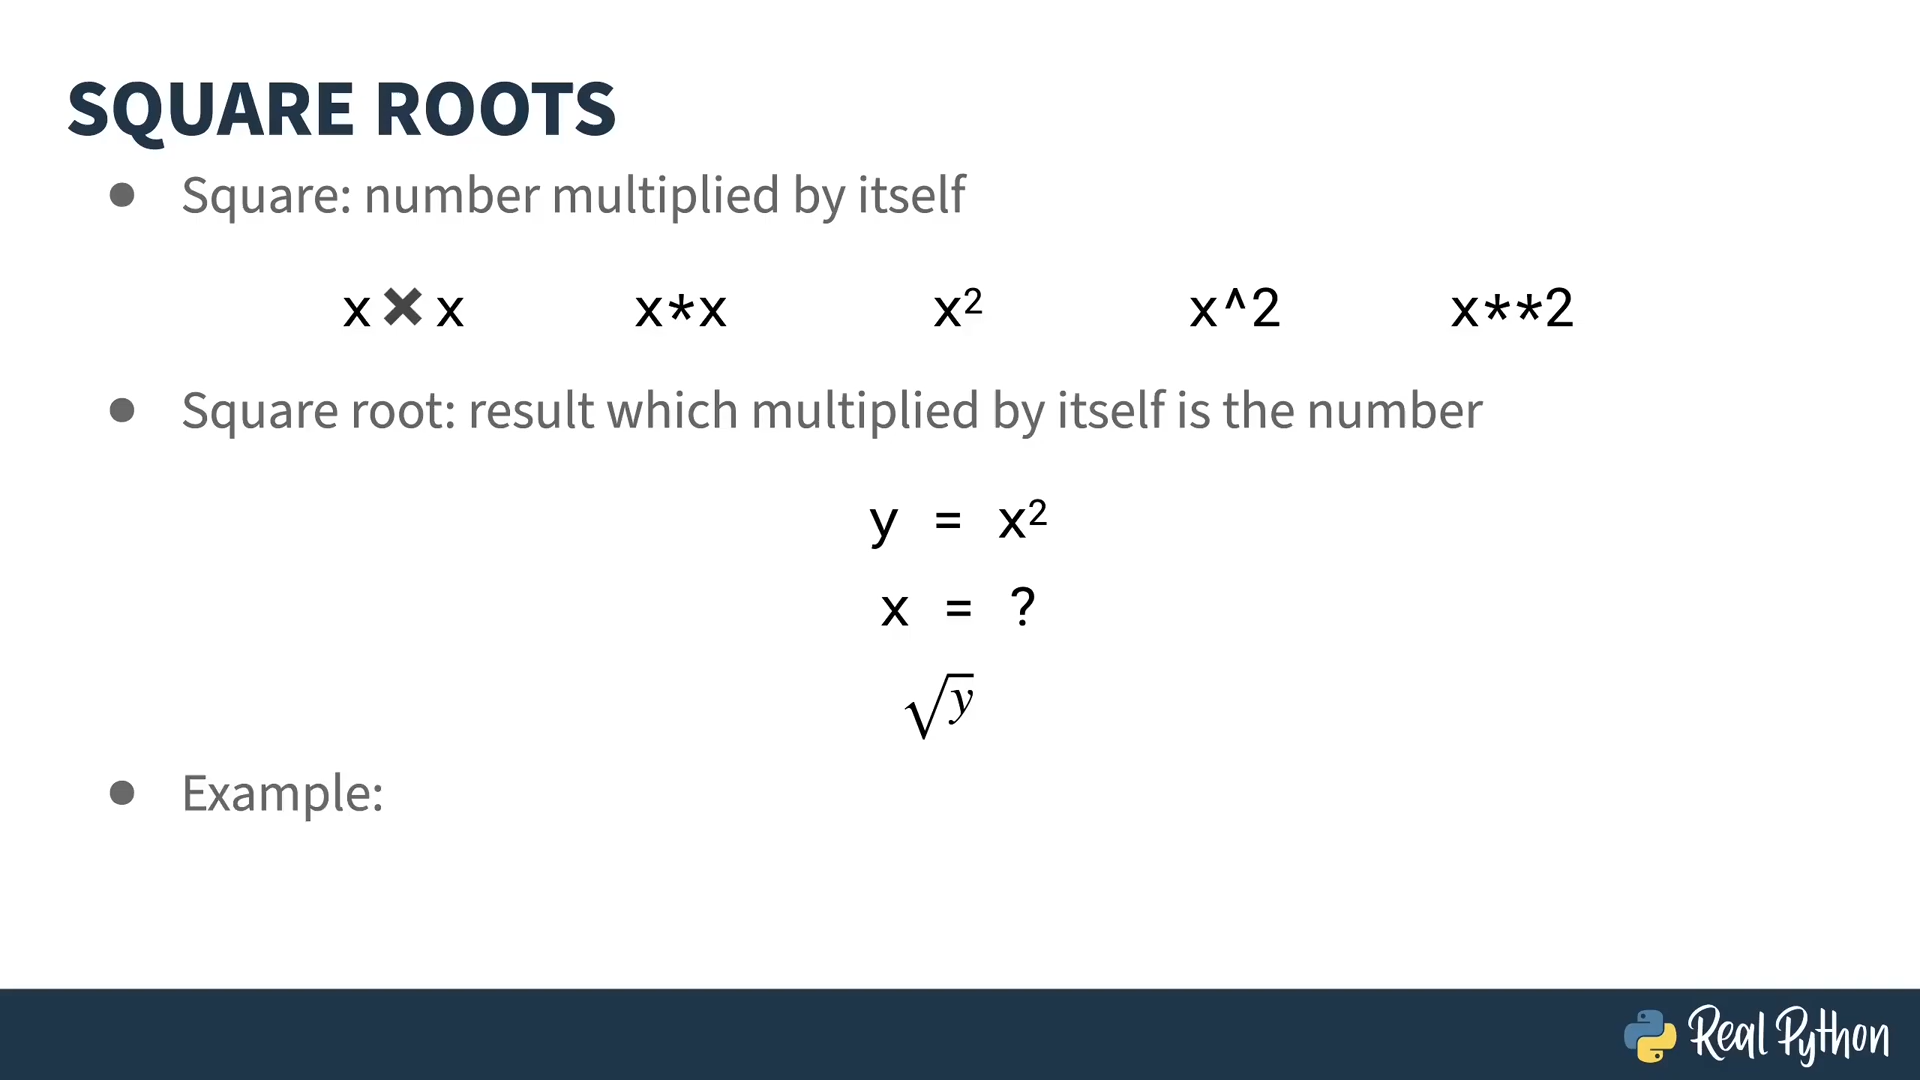 SQUARE ROOTS
● Square: number multiplied by itself
x ✖ x x*x x² x^2 x**2
● Square root: result which multiplied by itself is the number
y = x²
x = ?
√y
● Example:
Real Python